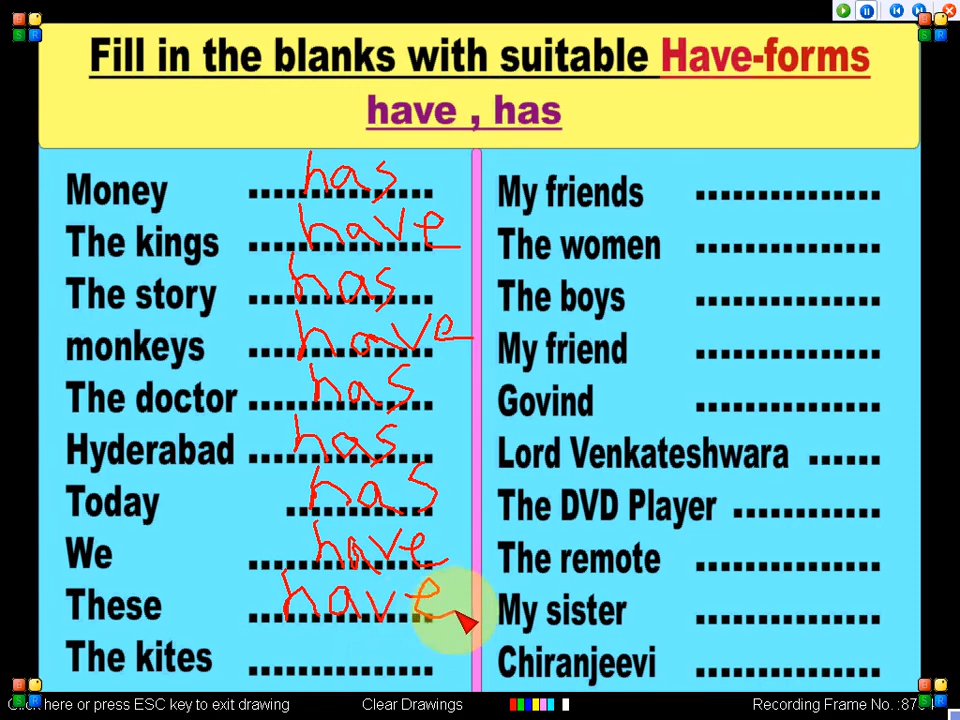 Fill in the blanks with suitable Have-forms
have , has
Money ............... has
The kings ............... have
The story ............... has
monkeys ............... have
The doctor ............... has
Hyderabad ............... has
Today ............ has
We ............... have
These ............... have
The kites ...............
My friends ...............
The women ...............
The boys ...............
My friend ...............
Govind ...............
Lord Venkateshwara ......
The DVD Player ............
The remote ...............
My sister ...............
Chiranjeevi ...............
here or press ESC key to exit drawing
Clear Drawings
Recording Frame No.